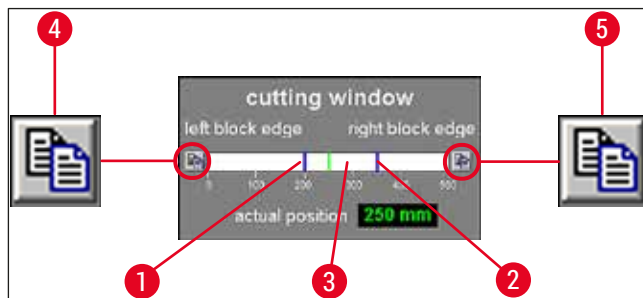 4
5
cutting window
left block edge right block edge
0 100 200 300 400 500
actual position 250 mm
1 3 2